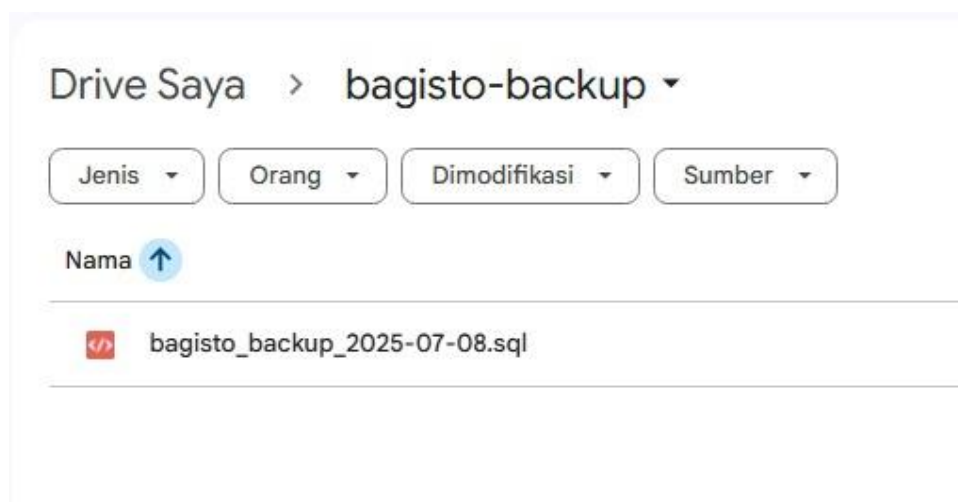 Drive Saya > bagisto-backup
Jenis Orang Dimodifikasi Sumber
Nama
bagisto_backup_2025-07-08.sql